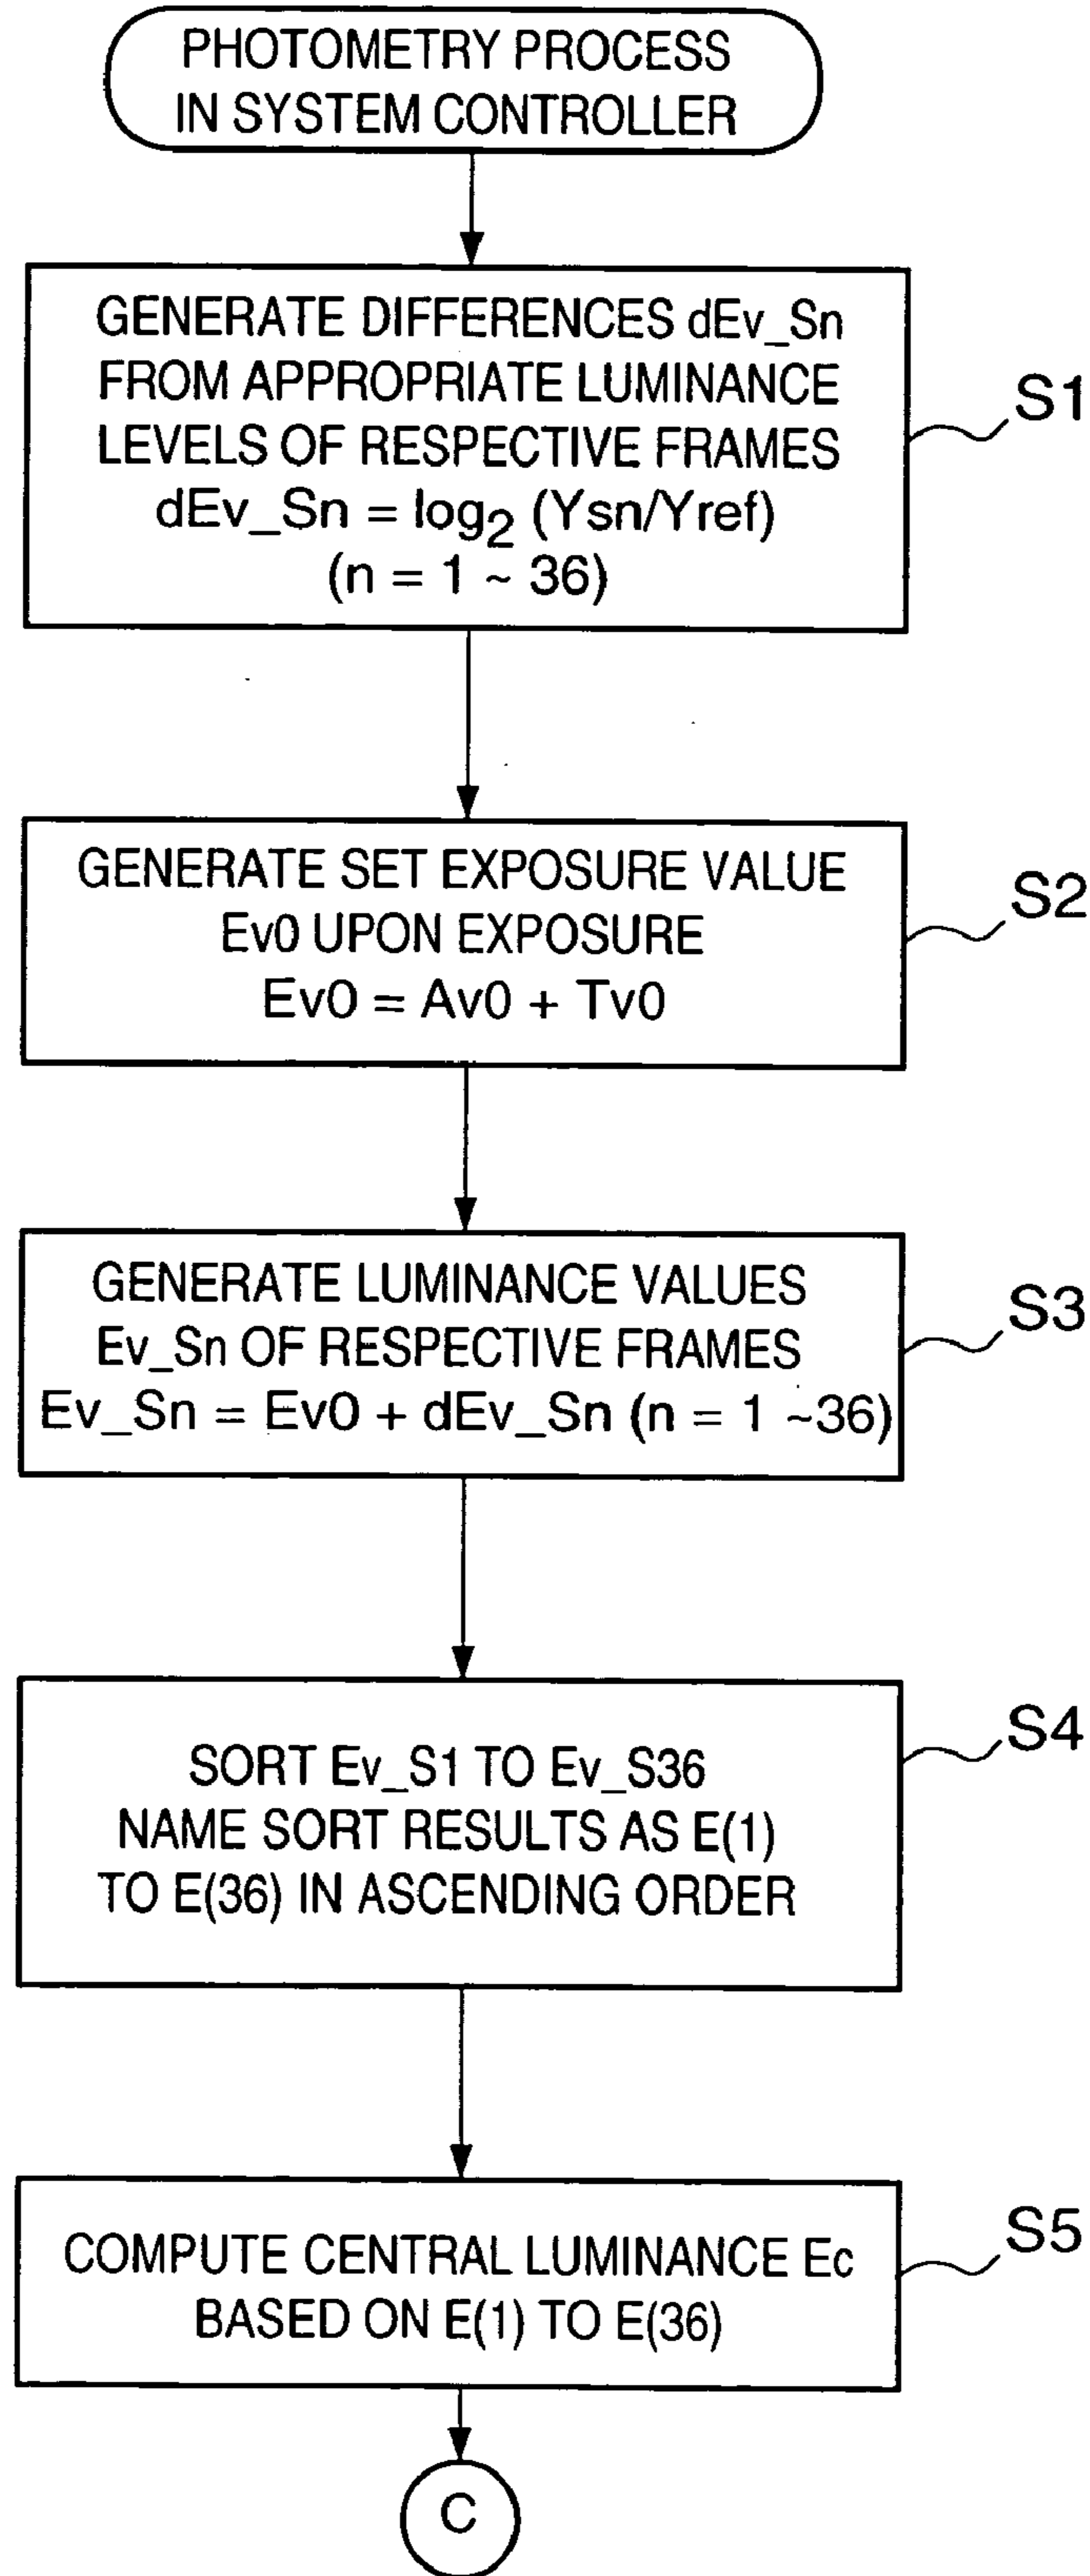 PHOTOMETRY PROCESS
IN SYSTEM CONTROLLER
GENERATE DIFFERENCES dEv_Sn
FROM APPROPRIATE LUMINANCE
LEVELS OF RESPECTIVE FRAMES
dEv_Sn = log₂ (Ysn/Yref)
(n = 1 ~ 36)
S1
GENERATE SET EXPOSURE VALUE
Ev0 UPON EXPOSURE
Ev0 = Av0 + Tv0
S2
GENERATE LUMINANCE VALUES
Ev_Sn OF RESPECTIVE FRAMES
Ev_Sn = Ev0 + dEv_Sn (n = 1 ~36)
S3
SORT Ev_S1 TO Ev_S36
NAME SORT RESULTS AS E(1)
TO E(36) IN ASCENDING ORDER
S4
COMPUTE CENTRAL LUMINANCE Ec
BASED ON E(1) TO E(36)
S5
C